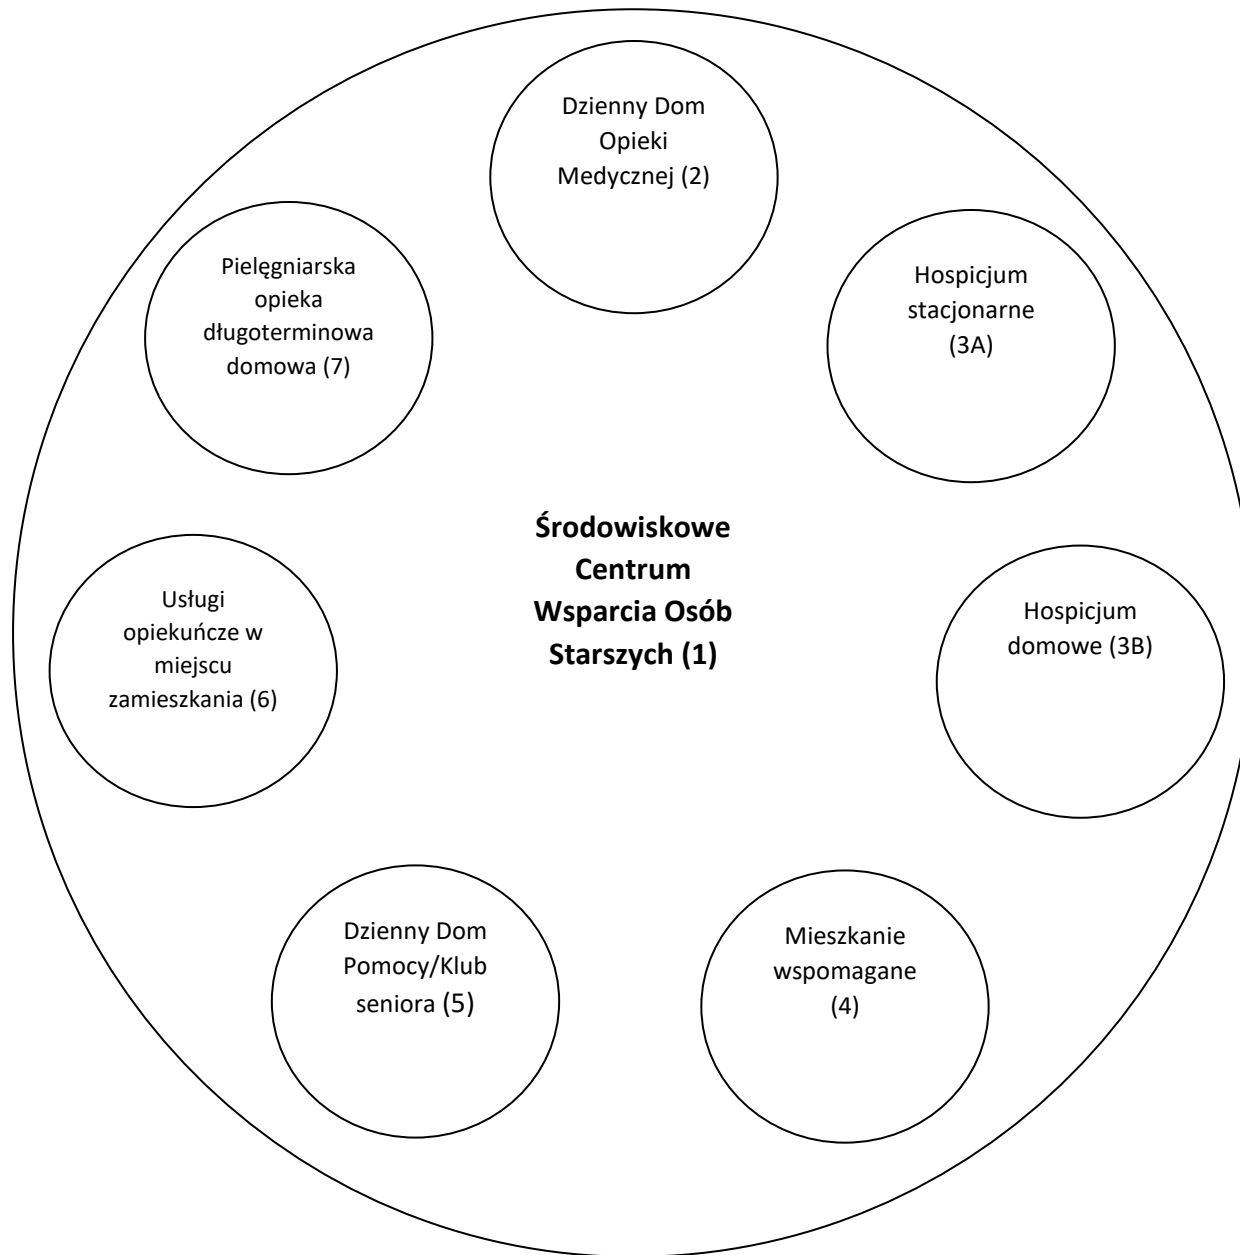 Dzienny Dom
Opieki
Medycznej (2)
Pielęgniarska
opieka
długoterminowa
domowa (7)
Hospicjum
stacjonarne
(3A)
Środowiskowe
Centrum
Wsparcia Osób
Starszych (1)
Usługi
opiekuńcze w
miejscu
zamieszkania (6)
Hospicjum
domowe (3B)
Dzienny Dom
Pomocy/Klub
seniora (5)
Mieszkanie
wspomagane
(4)